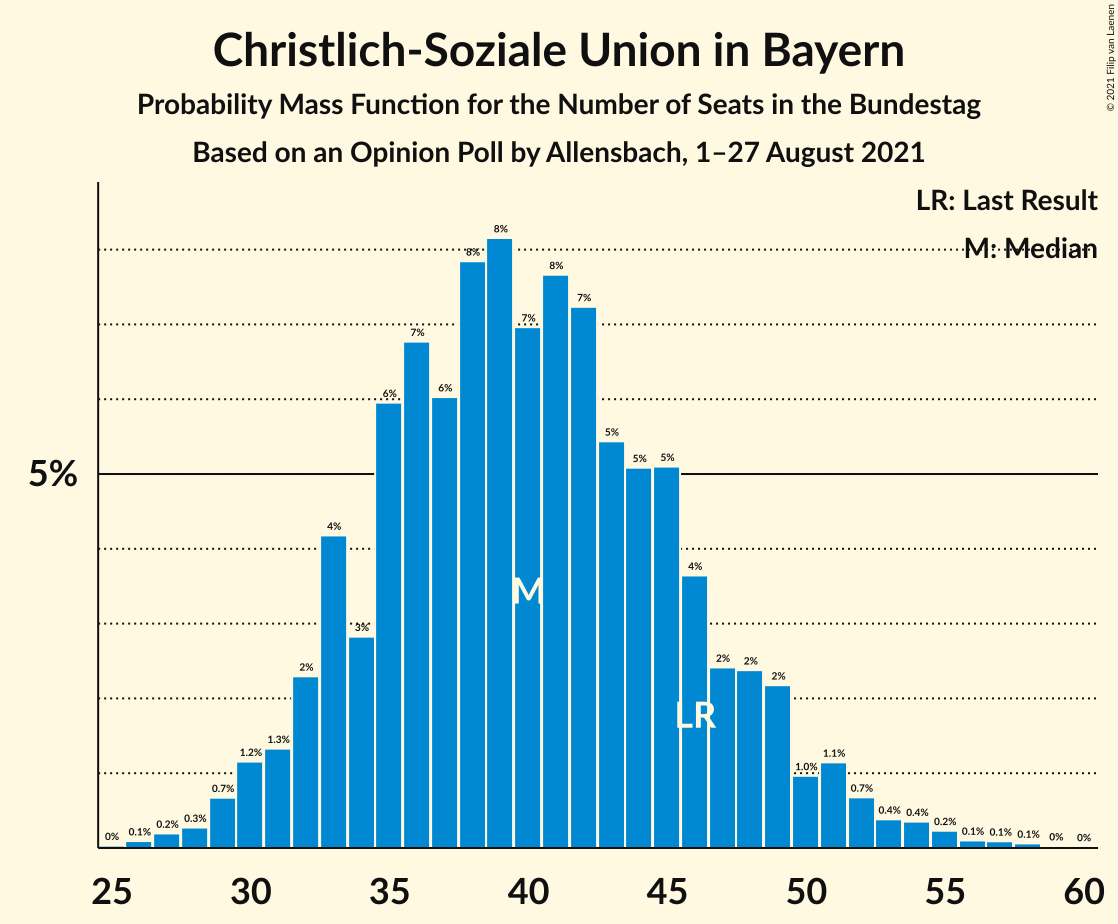 Christlich-Soziale Union in Bayern
Probability Mass Function for the Number of Seats in the Bundestag
Based on an Opinion Poll by Allensbach, 1–27 August 2021
© 2021 Filip van Laenen
LR: Last Result
M: Median
5%
0% 0.1% 0.2% 0.3% 0.7% 1.2% 1.3% 2% 4% 3% 6% 7% 6% 8% 8% 7% 8% 7% 5% 5% 5% 4% 2% 2% 2% 1.0% 1.1% 0.7% 0.4% 0.4% 0.2% 0.1% 0.1% 0.1% 0% 0%
M
LR
25 30 35 40 45 50 55 60